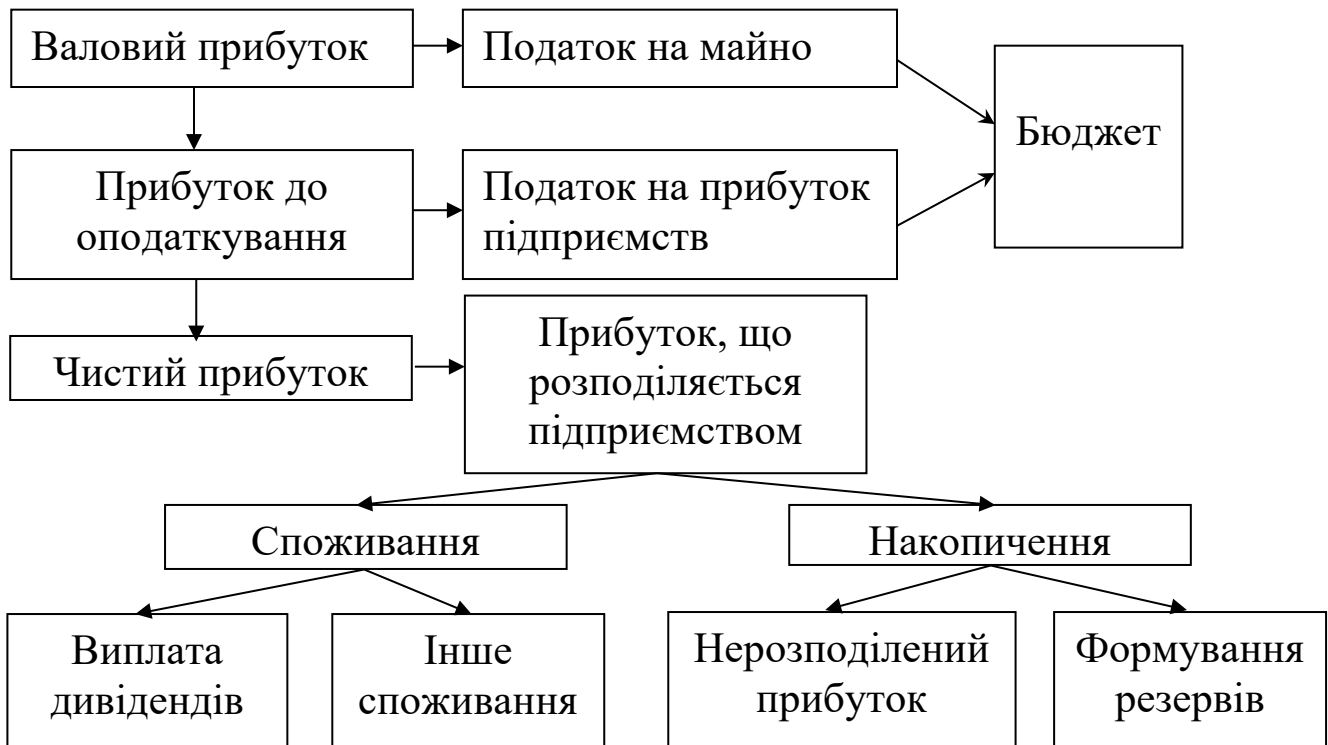 Валовий прибуток
Податок на майно
Бюджет
Прибуток до
оподаткування
Податок на прибуток
підприємств
Чистий прибуток
Прибуток, що
розподіляється
підприємством
Споживання
Накопичення
Виплата
дивідендів
Інше
споживання
Нерозподілений
прибуток
Формування
резервів